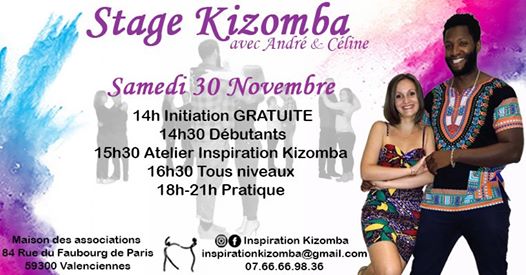 Stage Kizomba
avec André & Céline
Samedi 30 Novembre
14h Initiation GRATUITE
14h30 Débutants
15h30 Atelier Inspiration Kizomba
16h30 Tous niveaux
18h-21h Pratique
Maison des associations
84 Rue du Faubourg de Paris
59300 Valenciennes
Inspiration Kizomba
inspirationkizomba@gmail.com
07.66.66.98.36